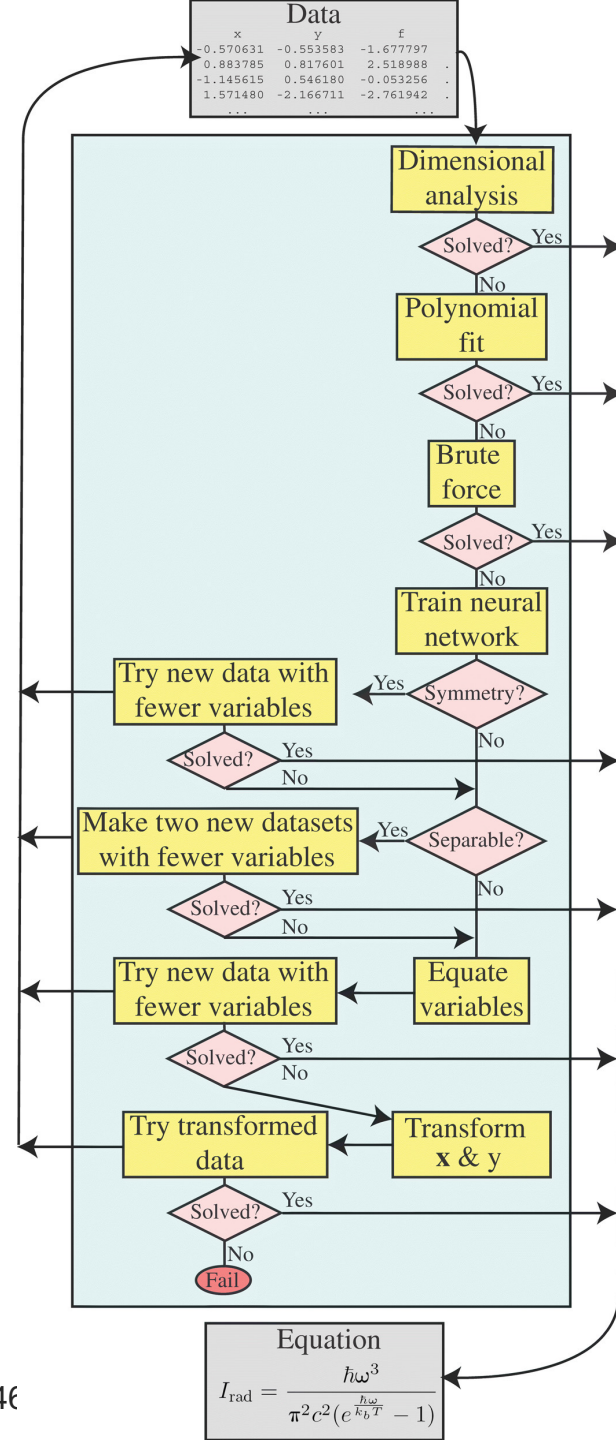 Data
x y f
-0.570631 -0.553583 -1.677797
0.883785 0.817601 2.518988 .
-1.145615 0.546180 -0.053256 .
1.571480 -2.166711 -2.761942 .
... ... ...
Dimensional
analysis
Solved? Yes
No
Polynomial
fit
Solved? Yes
No
Brute
force
Solved? Yes
No
Train neural
network
Symmetry? Yes
No
Try new data with
fewer variables
Solved? Yes
No
Separable? Yes
No
Make two new datasets
with fewer variables
Solved? Yes
No
Equate
variables
Try new data with
fewer variables
Solved? Yes
No
Transform
x & y
Try transformed
data
Solved? Yes
No
Fail
Equation
I_rad = ħω³ / π²c²(e^(ħω/k_bT) − 1)